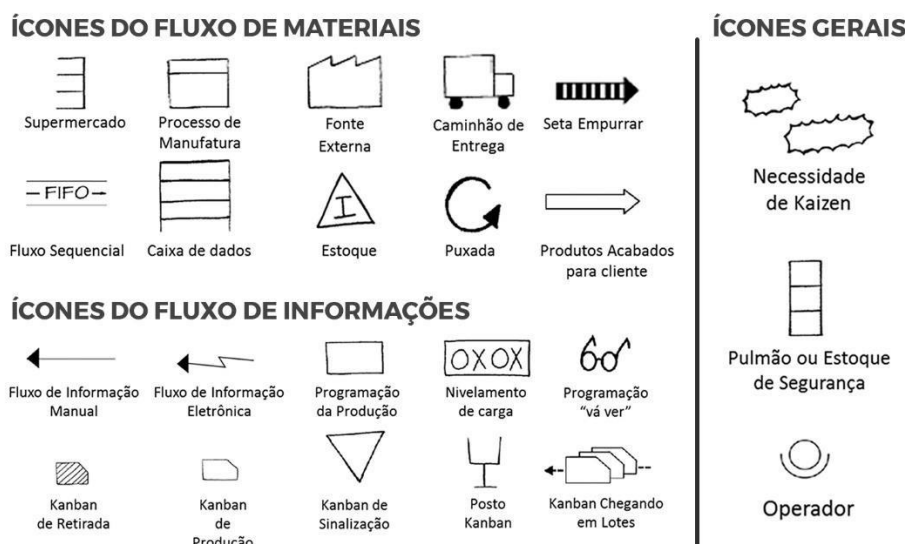 ÍCONES DO FLUXO DE MATERIAIS
Supermercado
Processo de
Manufatura
Fonte
Externa
Caminhão de
Entrega
Seta Empurrar
FIFO
Fluxo Sequencial
Caixa de dados
I
Estoque
Puxada
Produtos Acabados
para cliente
ÍCONES DO FLUXO DE INFORMAÇÕES
Fluxo de Informação
Manual
Fluxo de Informação
Eletrônica
Programação
da Produção
OXOX
Nivelamento
de carga
Programação
“vá ver”
Kanban
de Retirada
Kanban
de
Produção
Kanban de
Sinalização
Posto
Kanban
Kanban Chegando
em Lotes
ÍCONES GERAIS
Necessidade
de Kaizen
Pulmão ou Estoque
de Segurança
Operador